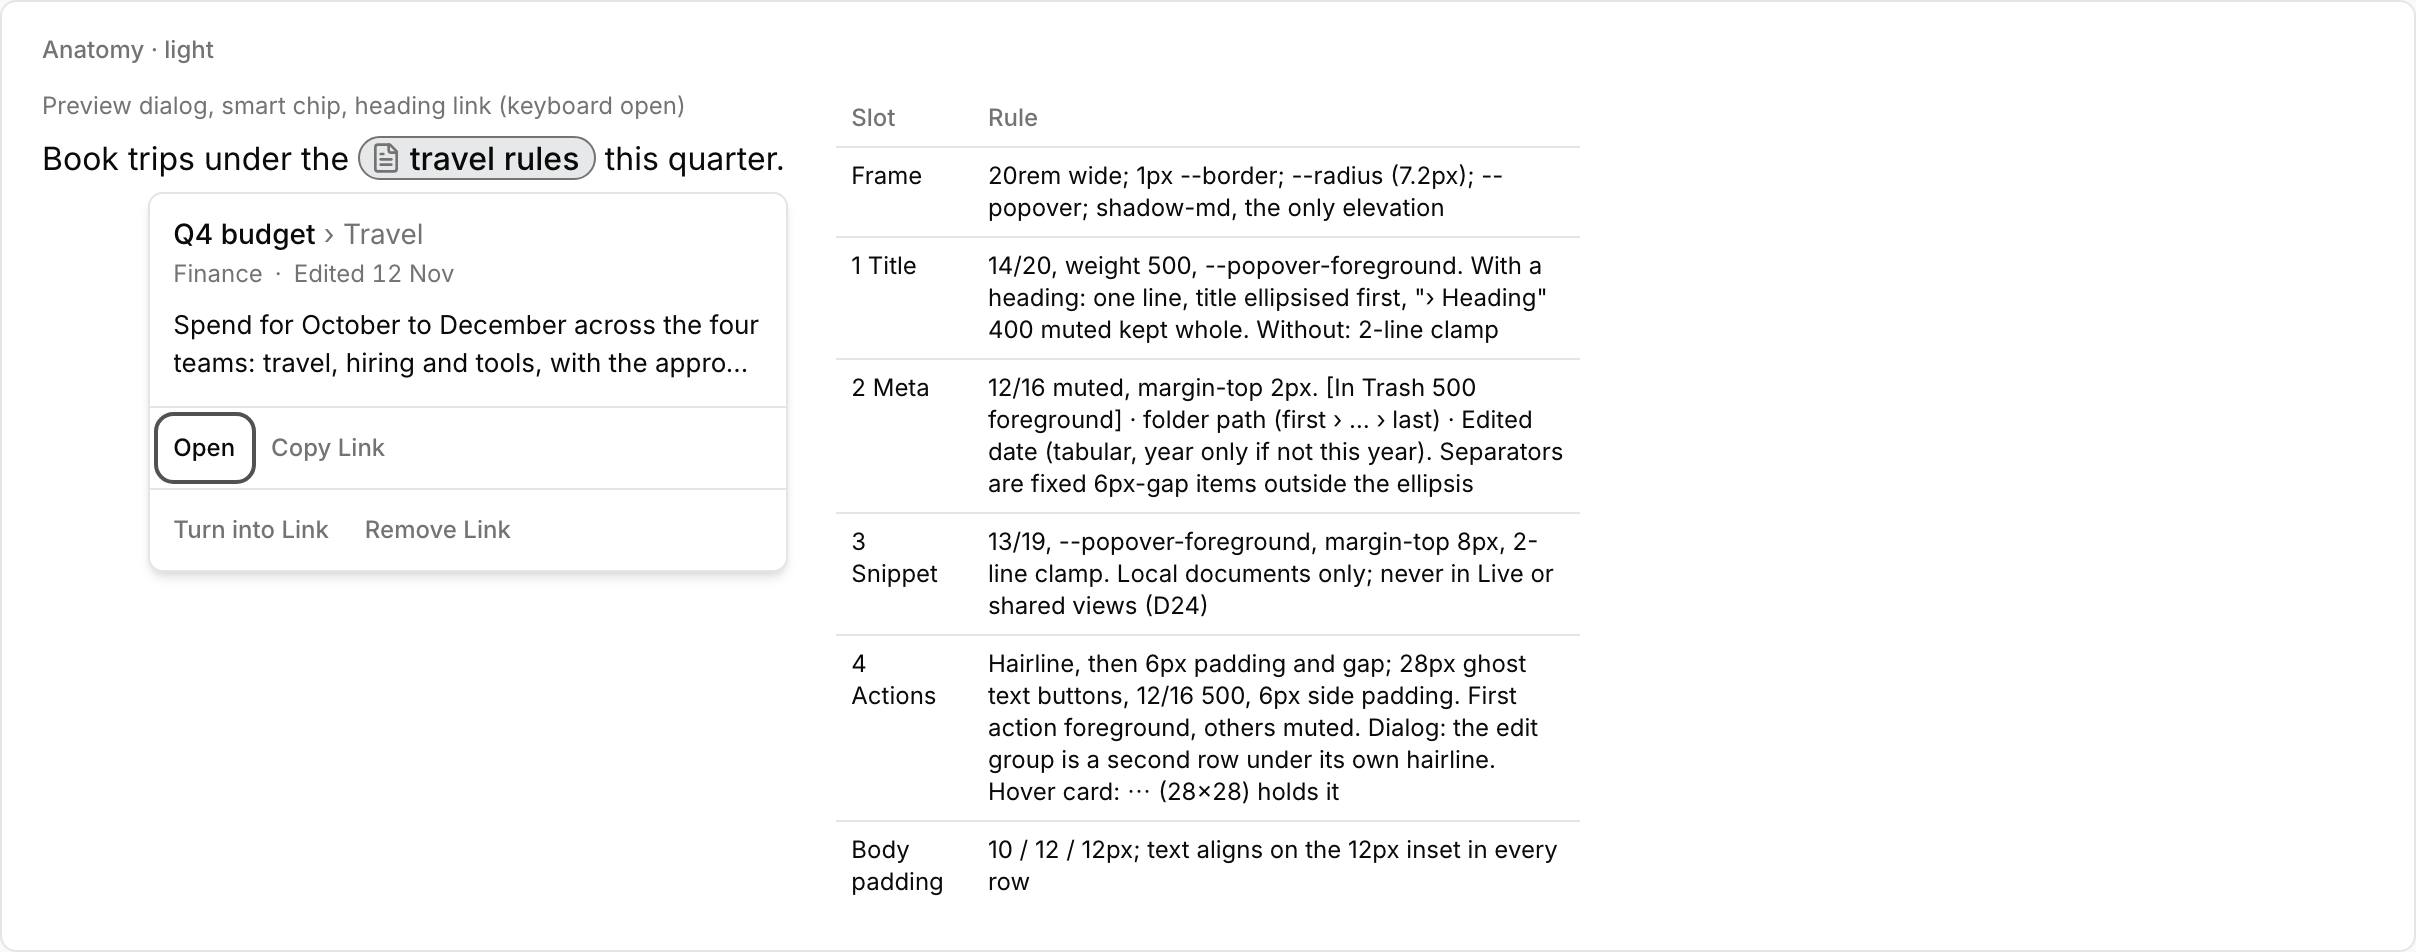 Anatomy · light
Preview dialog, smart chip, heading link (keyboard open)
Book trips under the travel rules this quarter.
Q4 budget › Travel
Finance · Edited 12 Nov
Spend for October to December across the four
teams: travel, hiring and tools, with the appro...
Open Copy Link
Turn into Link Remove Link
Slot Rule
Frame 20rem wide; 1px --border; --radius (7.2px); --
popover; shadow-md, the only elevation
1 Title 14/20, weight 500, --popover-foreground. With a
heading: one line, title ellipsised first, "› Heading"
400 muted kept whole. Without: 2-line clamp
2 Meta 12/16 muted, margin-top 2px. [In Trash 500
foreground] · folder path (first › ... › last) · Edited
date (tabular, year only if not this year). Separators
are fixed 6px-gap items outside the ellipsis
3 13/19, --popover-foreground, margin-top 8px, 2-
Snippet line clamp. Local documents only; never in Live or
shared views (D24)
4 Hairline, then 6px padding and gap; 28px ghost
Actions text buttons, 12/16 500, 6px side padding. First
action foreground, others muted. Dialog: the edit
group is a second row under its own hairline.
Hover card: ··· (28×28) holds it
Body 10 / 12 / 12px; text aligns on the 12px inset in every
padding row